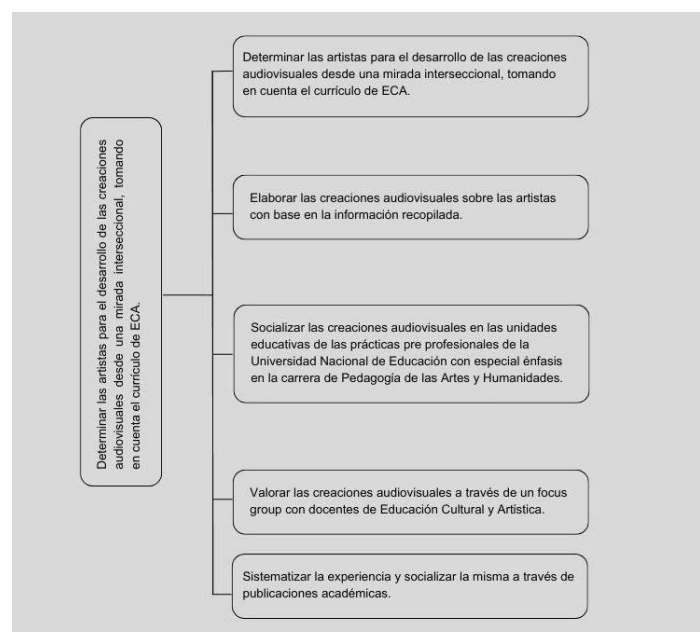 Determinar las artistas para el desarrollo de las creaciones
audiovisuales desde una mirada interseccional, tomando
en cuenta el currículo de ECA.
Determinar las artistas para el desarrollo de las creaciones
audiovisuales desde una mirada interseccional, tomando
en cuenta el currículo de ECA.
Elaborar las creaciones audiovisuales sobre las artistas
con base en la información recopilada.
Socializar las creaciones audiovisuales en las unidades
educativas de las prácticas pre profesionales de la
Universidad Nacional de Educación con especial énfasis
en la carrera de Pedagogía de las Artes y Humanidades.
Valorar las creaciones audiovisuales a través de un focus
group con docentes de Educación Cultural y Artística.
Sistematizar la experiencia y socializar la misma a través de
publicaciones académicas.